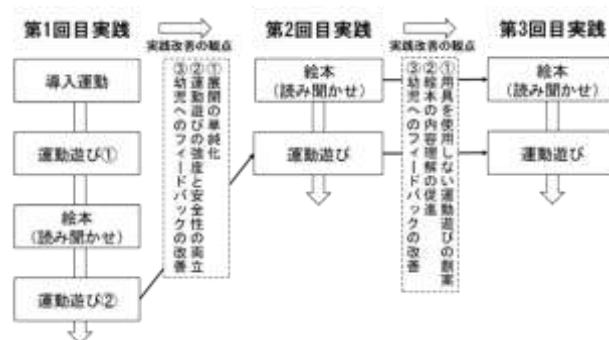 第1回目実践
実践改善の観点
第2回目実践
実践改善の観点
第3回目実践
導入運動
運動遊び①
絵本
(読み聞かせ)
運動遊び②
①展開の単純化
②運動遊びの強度と安全性の両立
③幼児へのフィードバックの改善
絵本
(読み聞かせ)
運動遊び
①用具を使用しない運動遊びの創案
②絵本の内容理解の促進
③幼児へのフィードバックの改善
絵本
(読み聞かせ)
運動遊び